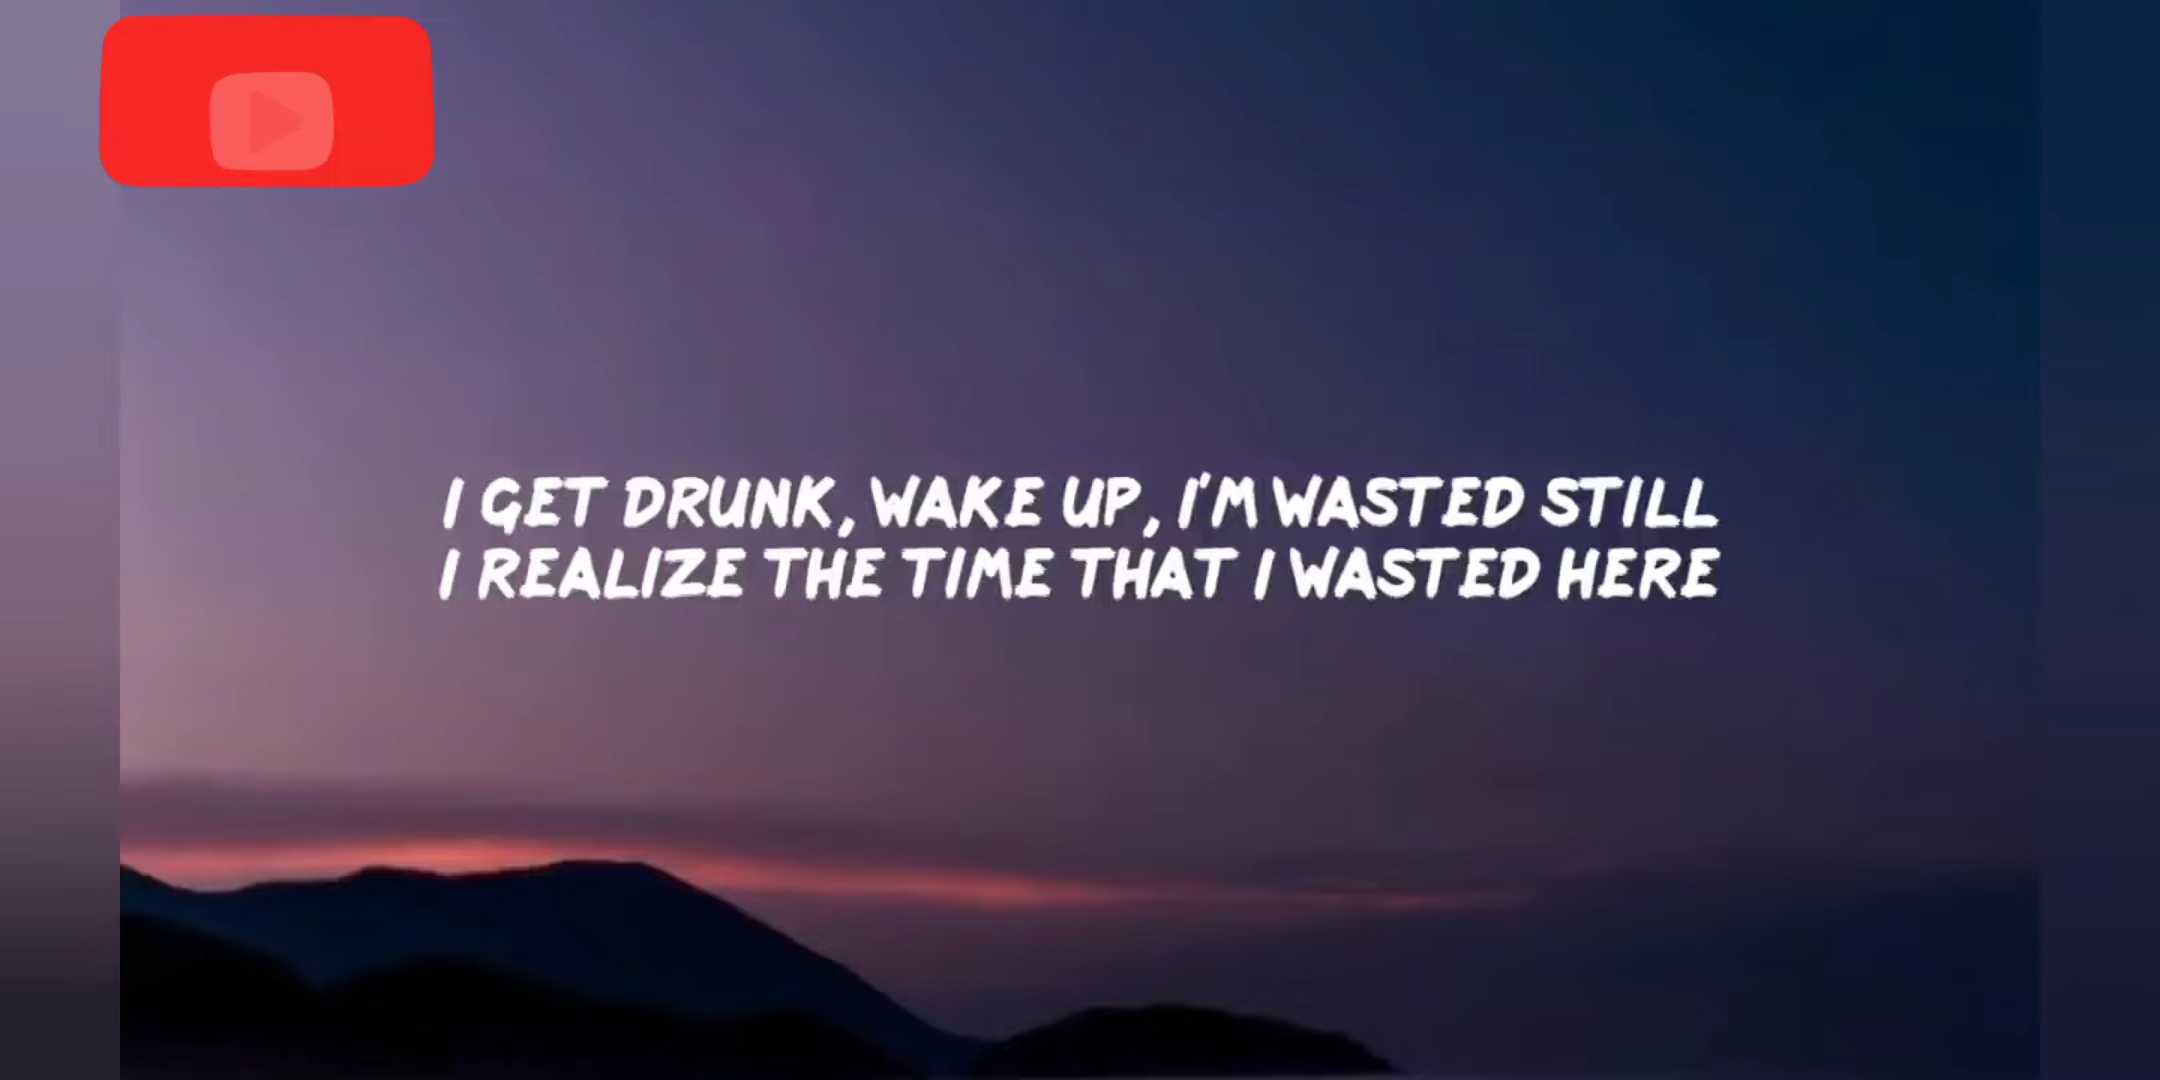 I GET DRUNK, WAKE UP, I'M WASTED STILL
I REALIZE THE TIME THAT I WASTED HERE